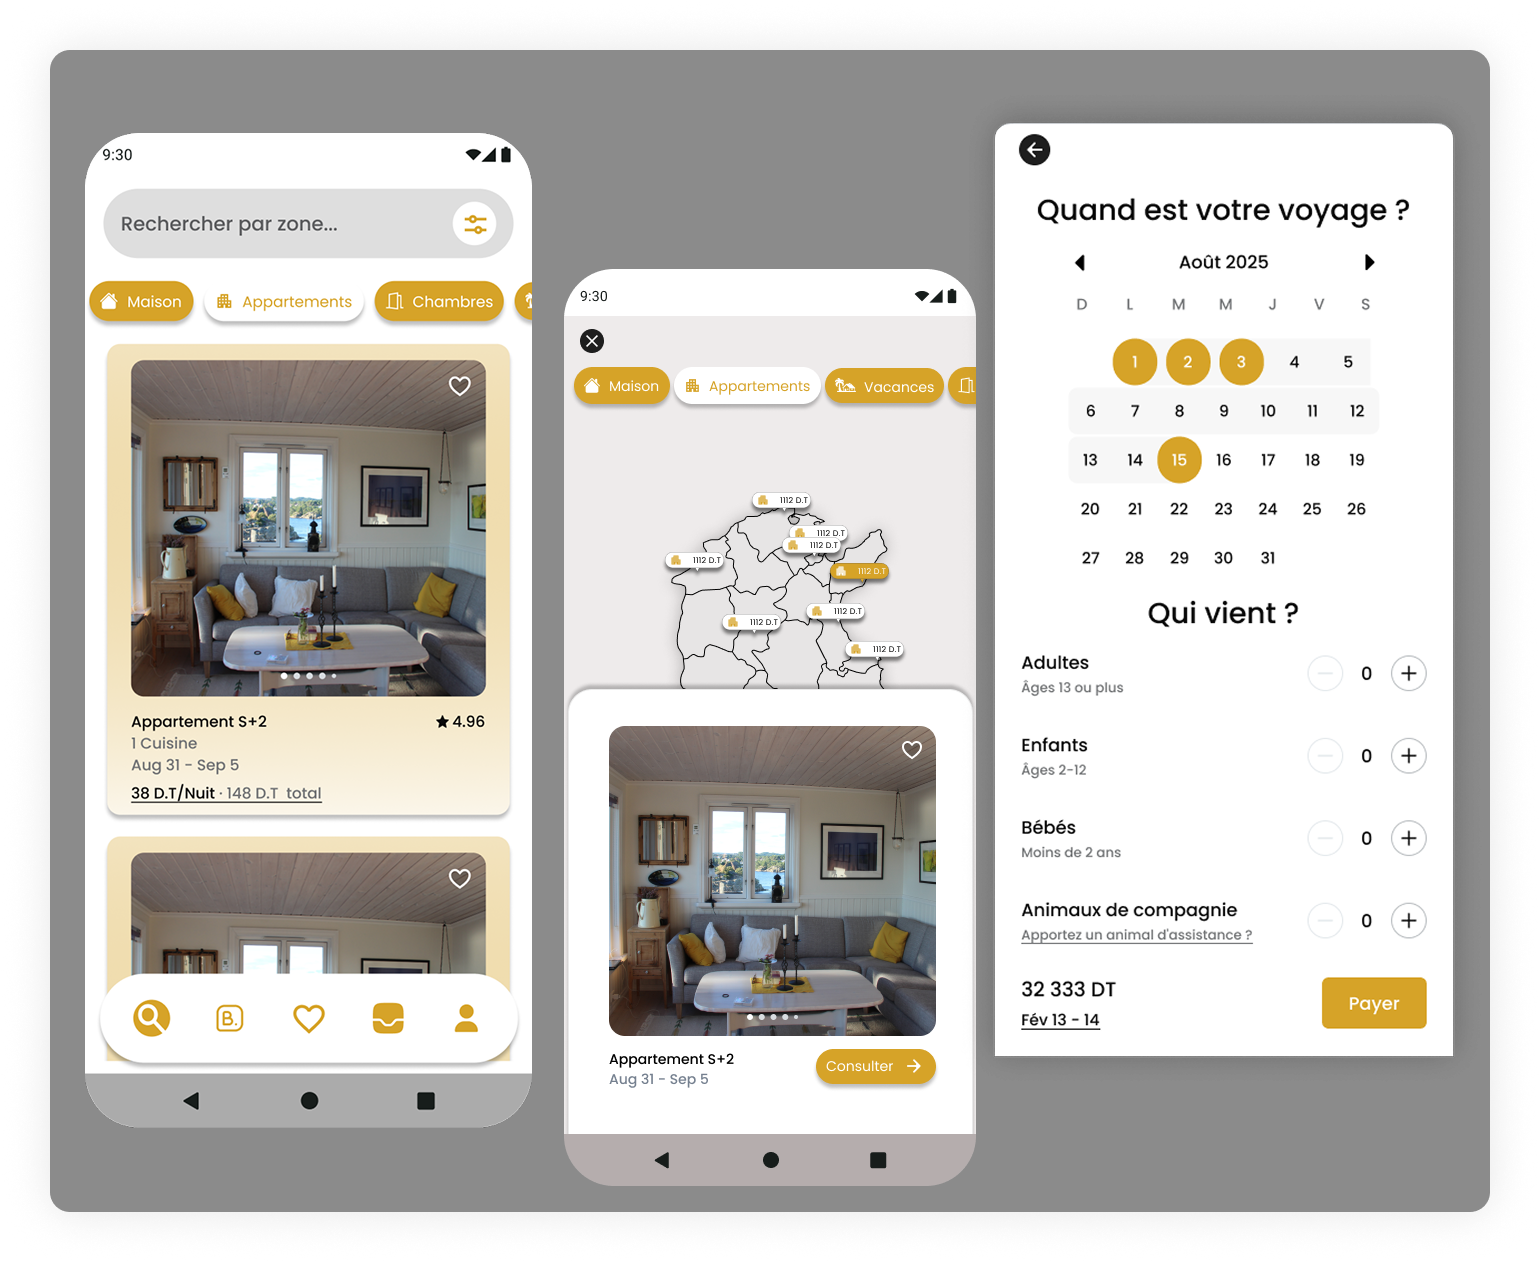 9:30
Rechercher par zone...
Maison
Appartements
Chambres
Appartement S+2
4.96
1 Cuisine
Aug 31 - Sep 5
38 D.T/Nuit · 148 D.T total
B.
9:30
Maison
Appartements
Vacances
1112 D.T
1112 D.T
1112 D.T
1112 D.T
1112 D.T
1112 D.T
1112 D.T
1112 D.T
Appartement S+2
Aug 31 - Sep 5
Consulter
Quand est votre voyage ?
Août 2025
D L M M J V S
1 2 3 4 5
6 7 8 9 10 11 12
13 14 15 16 17 18 19
20 21 22 23 24 25 26
27 28 29 30 31
Qui vient ?
Adultes
Âges 13 ou plus
0
Enfants
Âges 2-12
0
Bébés
Moins de 2 ans
0
Animaux de compagnie
Apportez un animal d'assistance ?
0
32 333 DT
Fév 13 - 14
Payer